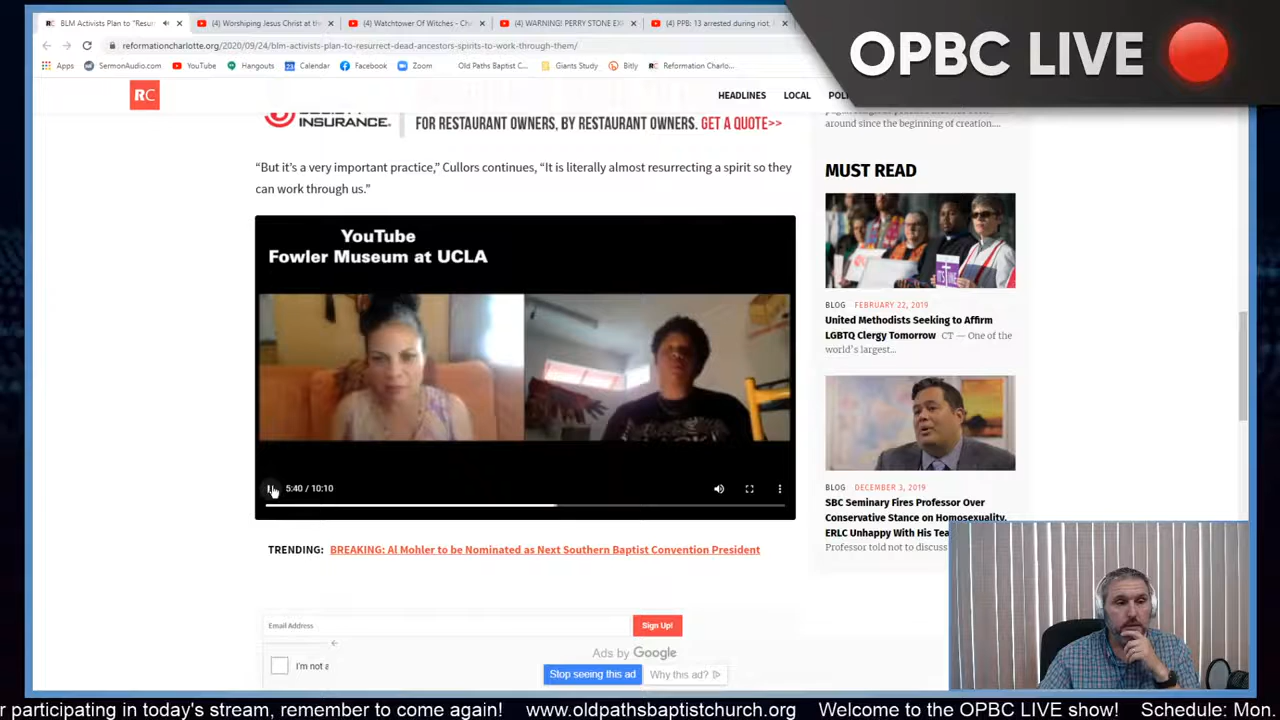 BLM Activists Plan to "Resur
(4) Worshiping Jesus Christ at th
(4) Watchtower Of Witches - Ch
(4) WARNING! PERRY STONE EX
(4) PPB: 13 arrested during riot,
OPBC LIVE
reformationcharlotte.org/2020/09/24/blm-activists-plan-to-resurrect-dead-ancestors-spirits-to-work-through-them/
Apps SermonAudio.com YouTube Hangouts Calendar Facebook Zoom Old Paths Baptist C... Giants Study Bitly Reformation Charlo...
RC
HEADLINES LOCAL
INSURANCE. FOR RESTAURANT OWNERS, BY RESTAURANT OWNERS. GET A QUOTE>>
around since the beginning of creation....
“But it’s a very important practice,” Cullors continues, “It is literally almost resurrecting a spirit so they
can work through us.”
MUST READ
YouTube
Fowler Museum at UCLA
5:40 / 10:10
BLOG FEBRUARY 22, 2019
United Methodists Seeking to Affirm
LGBTQ Clergy Tomorrow CT — One of the
world’s largest...
BLOG DECEMBER 3, 2019
SBC Seminary Fires Professor Over
Conservative Stance on Homosexuality,
ERLC Unhappy With His Tea
Professor told not to discuss
TRENDING: BREAKING: Al Mohler to be Nominated as Next Southern Baptist Convention President
Email Address
Sign Up!
I'm not a
Ads by Google
Stop seeing this ad
Why this ad?
r participating in today's stream, remember to come again! www.oldpathsbaptistchurch.org Welcome to the OPBC LIVE show! Schedule: Mon.